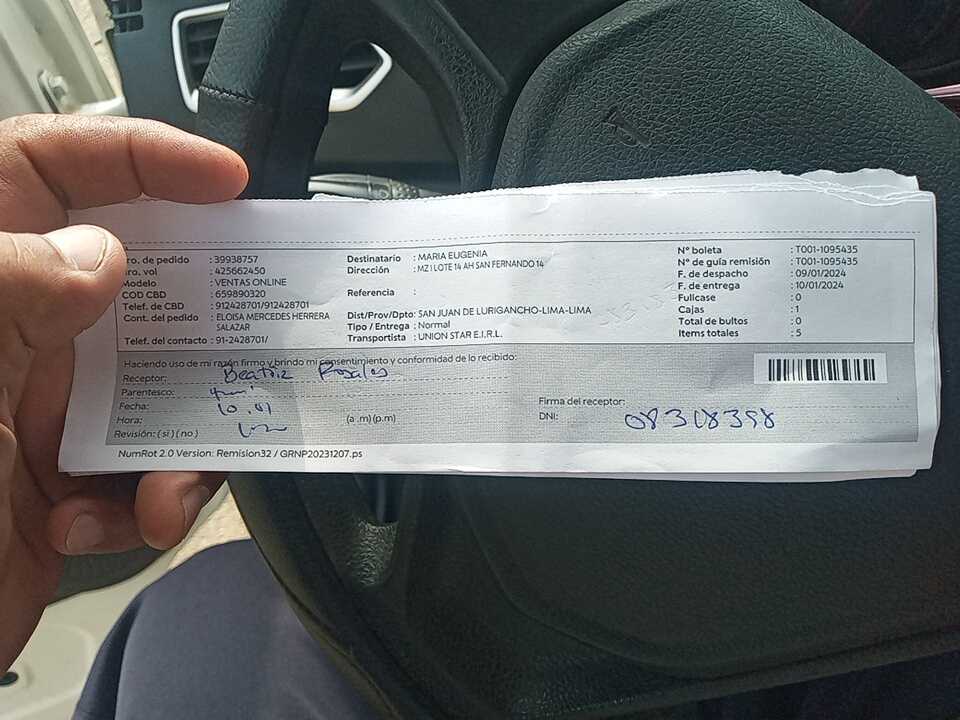 ro. de pedido : 39938757
ro. vol : 425662450
Modelo : VENTAS ONLINE
COD CBD : 659890320
Telef. de CBD : 912428701/912428701
Cont. del pedido : ELOISA MERCEDES HERRERA
SALAZAR
Telef. del contacto : 91-2428701/
Destinatario : MARIA EUGENIA
Dirección : MZ I LOTE 14 AH SAN FERNANDO 14
Referencia :
Dist/Prov/Dpto : SAN JUAN DE LURIGANCHO-LIMA-LIMA
Tipo / Entrega : Normal
Transportista : UNION STAR E.I.R.L.
N° boleta : T001-1095435
N° de guía remisión : T001-1095435
F. de despacho : 09/01/2024
F. de entrega : 10/01/2024
Fullcase : 0
Cajas : 1
Total de bultos : 0
Items totales : 5
Haciendo uso de mi razón firmo y brindo mi consentimiento y conformidad de lo recibido:
Receptor: Beatriz Rosales
Parentesco:
Fecha: 10.01
Hora: (a .m) (p.m)
Revisión: ( si ) ( no )
Firma del receptor:
DNI: 08318398
NumRot 2.0 Version: Remision32 / GRNP20231207.ps